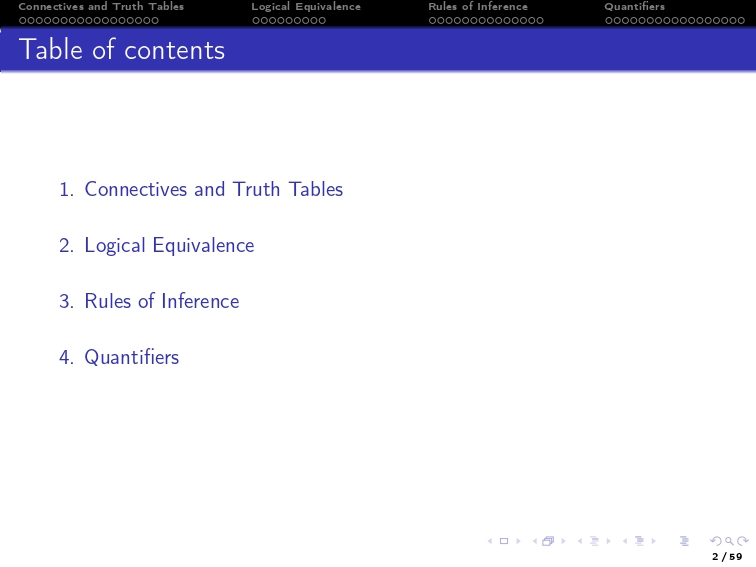 Connectives and Truth Tables Logical Equivalence Rules of Inference Quantifiers
Table of contents
1. Connectives and Truth Tables
2. Logical Equivalence
3. Rules of Inference
4. Quantifiers
2 / 59